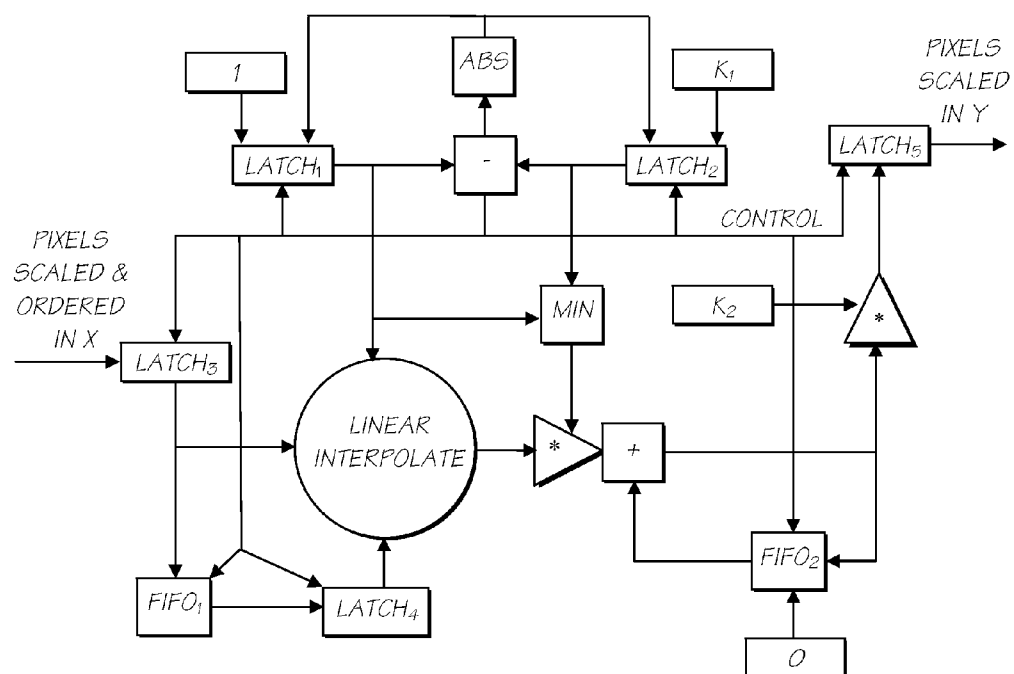 ABS
PIXELS
SCALED
IN Y
1
K₁
LATCH₁
-
LATCH₂
LATCH₅
CONTROL
PIXELS
SCALED &
ORDERED
IN X
MIN
K₂
*
LATCH₃
LINEAR
INTERPOLATE
*
+
FIFO₂
FIFO₁
LATCH₄
0